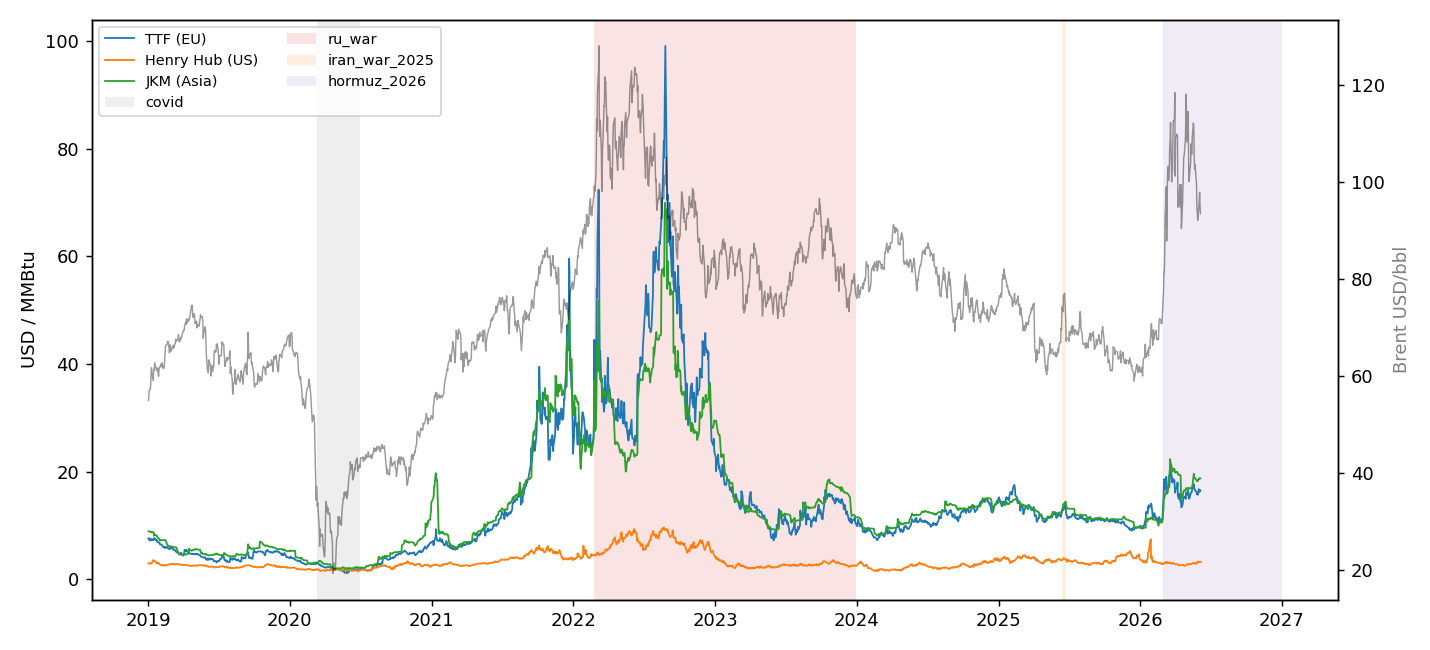 TTF (EU)
Henry Hub (US)
JKM (Asia)
covid
ru_war
iran_war_2025
hormuz_2026
USD / MMBtu
100
80
60
40
20
0
Brent USD/bbl
120
100
80
60
40
20
2019 2020 2021 2022 2023 2024 2025 2026 2027